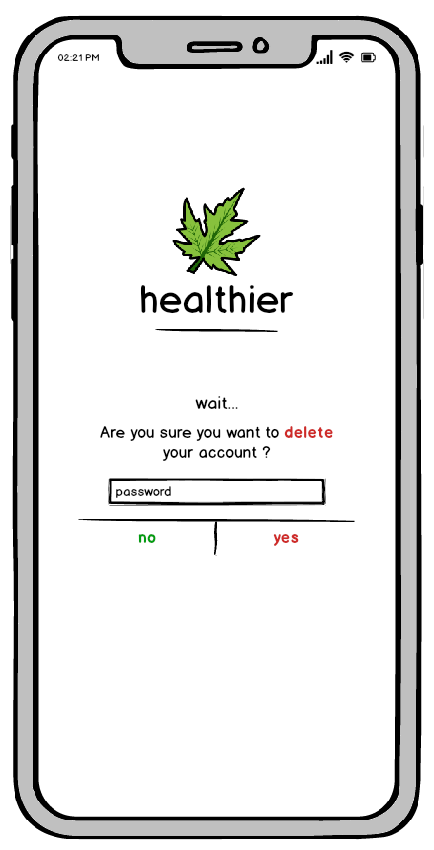 02:21 PM
healthier
wait...
Are you sure you want to delete
your account ?
password
no yes